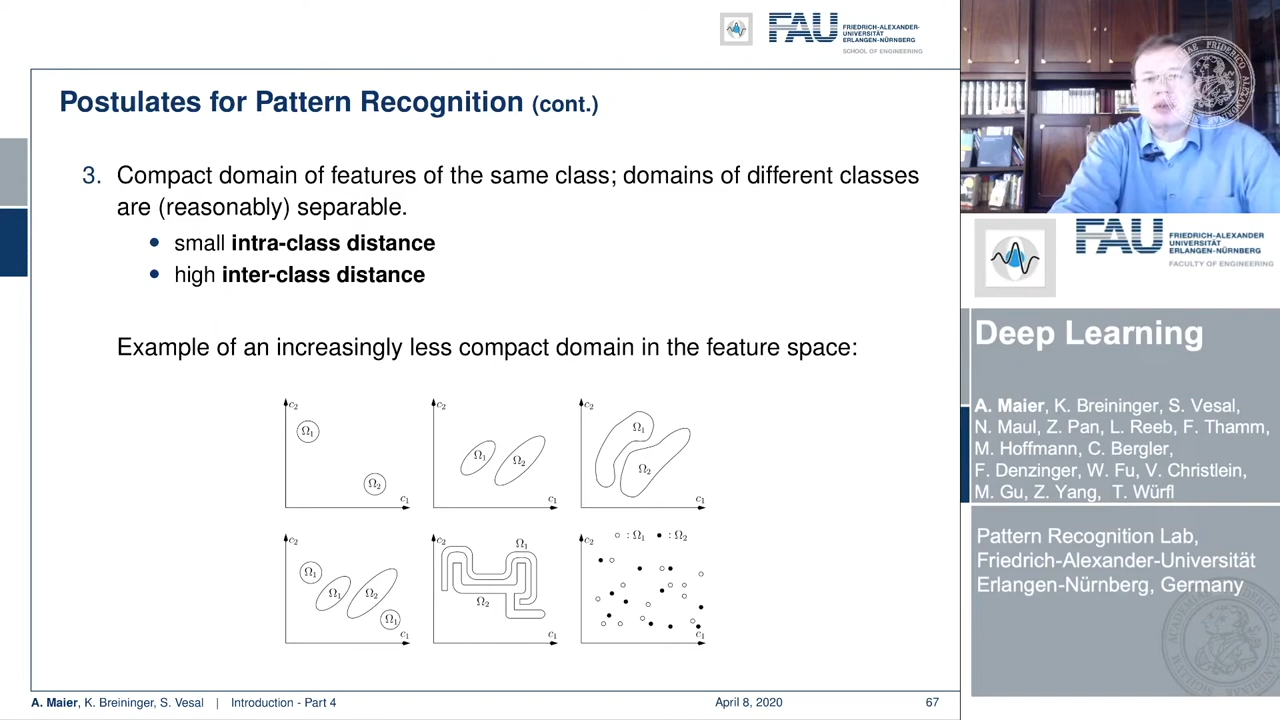 FAU
FRIEDRICH-ALEXANDER-
UNIVERSITÄT
ERLANGEN-NÜRNBERG
SCHOOL OF ENGINEERING
Postulates for Pattern Recognition (cont.)
3. Compact domain of features of the same class; domains of different classes
are (reasonably) separable.
• small intra-class distance
• high inter-class distance
Example of an increasingly less compact domain in the feature space:
c₂ Ω₁ Ω₂ c₁
c₂ Ω₁ Ω₂ c₁
c₂ Ω₁ Ω₂ c₁
c₂ Ω₁ Ω₁ Ω₂ Ω₁ c₁
c₂ Ω₁ Ω₂ c₁
c₂ ○ : Ω₁ ● : Ω₂ c₁
A. Maier, K. Breininger, S. Vesal | Introduction - Part 4 April 8, 2020 67
FAU
FRIEDRICH-ALEXANDER
UNIVERSITÄT
ERLANGEN-NÜRNBERG
FACULTY OF ENGINEERING
Deep Learning
A. Maier, K. Breininger, S. Vesal,
N. Maul, Z. Pan, L. Reeb, F. Thamm,
M. Hoffmann, C. Bergler,
F. Denzinger, W. Fu, V. Christlein,
M. Gu, Z. Yang, T. Würfl
Pattern Recognition Lab,
Friedrich-Alexander-Universität
Erlangen-Nürnberg, Germany